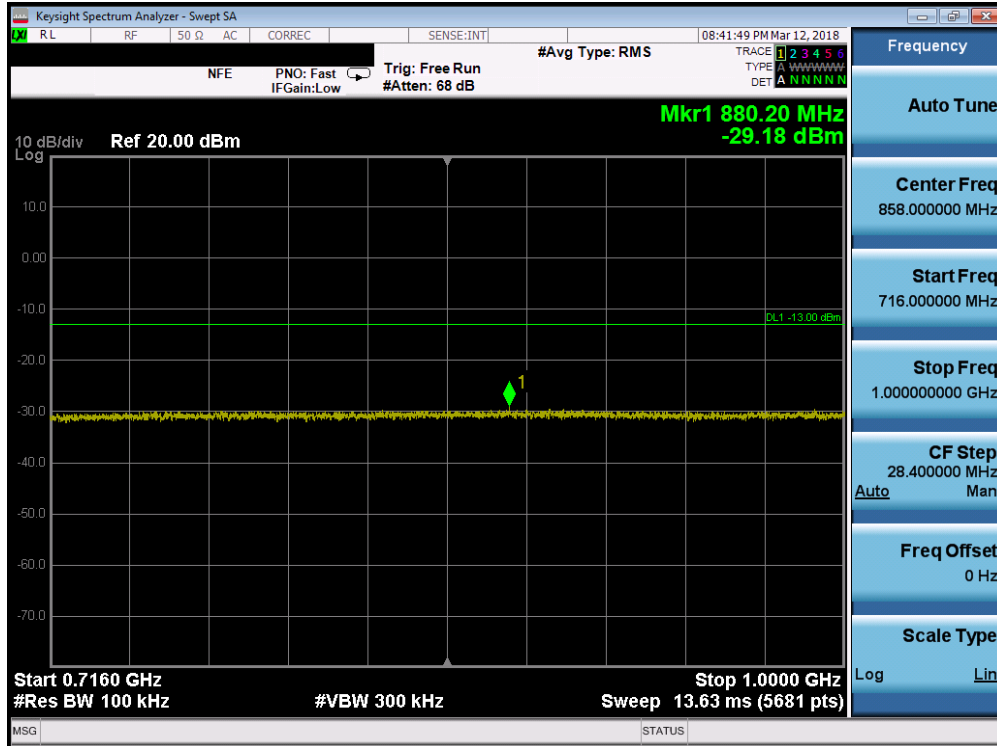 Keysight Spectrum Analyzer - Swept SA
LXI RL RF 50 Ω AC CORREC SENSE:INT 08:41:49 PM Mar 12, 2018
#Avg Type: RMS
TRACE 1 2 3 4 5 6
TYPE A WWWWW
DET A N N N N N
NFE PNO: Fast Trig: Free Run
IFGain:Low #Atten: 68 dB
Mkr1 880.20 MHz
-29.18 dBm
10 dB/div Ref 20.00 dBm
Log
10.0
0.00
-10.0
DL1 -13.00 dBm
-20.0
1
-30.0
-40.0
-50.0
-60.0
-70.0
Start 0.7160 GHz Stop 1.0000 GHz
#Res BW 100 kHz #VBW 300 kHz Sweep 13.63 ms (5681 pts)
MSG STATUS
Frequency
Auto Tune
Center Freq
858.000000 MHz
Start Freq
716.000000 MHz
Stop Freq
1.000000000 GHz
CF Step
28.400000 MHz
Auto Man
Freq Offset
0 Hz
Scale Type
Log Lin